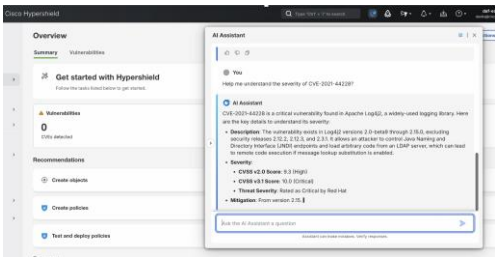 Cisco Hypershield
Overview
Summary Vulnerabilities
Get started with Hypershield
Follow the tasks listed below to get started.
Vulnerabilities
0
CVEs detected
Recommendations
Create objects
Create policies
Test and deploy policies
AI Assistant
You
Help me understand the severity of CVE-2021-44228?
AI Assistant
CVE-2021-44228 is a critical vulnerability found in Apache Log4j2, a widely-used logging library. Here
are the key details to understand its severity:
• Description: The vulnerability exists in Log4j2 versions 2.0-beta9 through 2.15.0, excluding
security releases 2.12.2, 2.12.3, and 2.3.1. It allows an attacker to control Java Naming and
Directory Interface (JNDI) endpoints and load arbitrary code from an LDAP server, which can lead
to remote code execution if message lookup substitution is enabled.
• Severity:
• CVSS v2.0 Score: 9.3 (High)
• CVSS v3.1 Score: 10.0 (Critical)
• Threat Severity: Rated as Critical by Red Hat
• Mitigation: From version 2.15.
Ask the AI Assistant a question
Assistant can make mistakes. Verify responses.